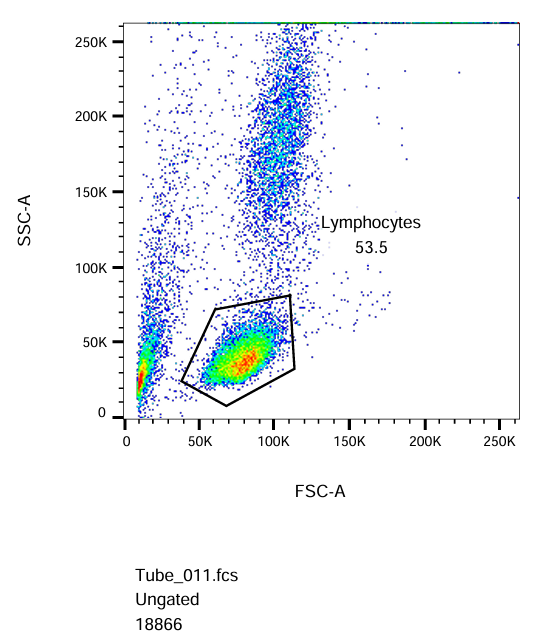 250K
200K
150K
100K
50K
0
SSC-A
Lymphocytes
53.5
0 50K 100K 150K 200K 250K
FSC-A
Tube_011.fcs
Ungated
18866